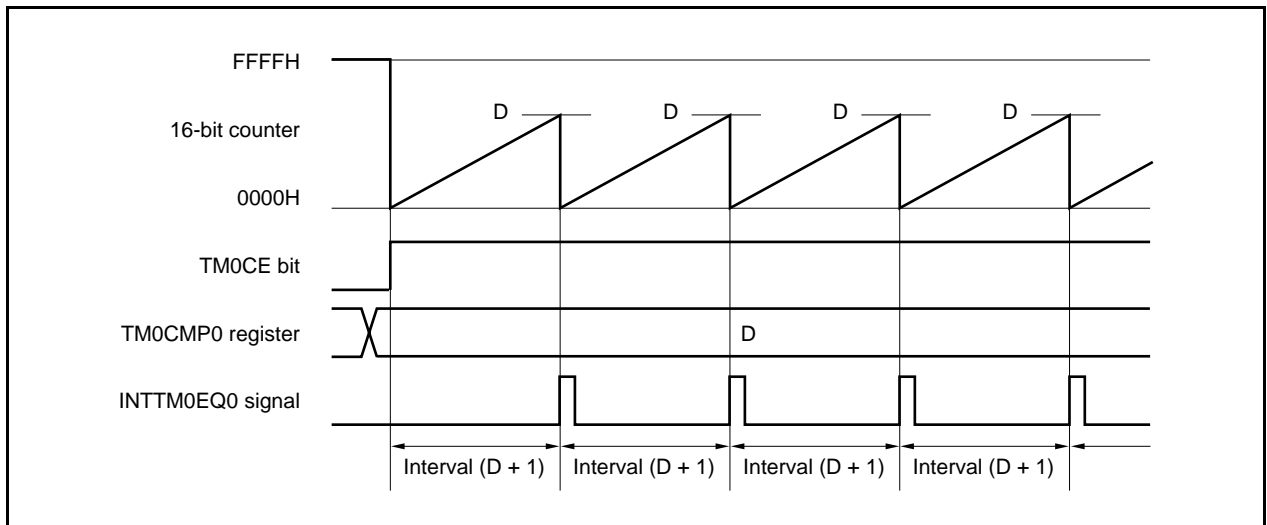 FFFFH
D D D D
16-bit counter
0000H
TM0CE bit
TM0CMP0 register D
INTTM0EQ0 signal
Interval (D + 1) Interval (D + 1) Interval (D + 1) Interval (D + 1)